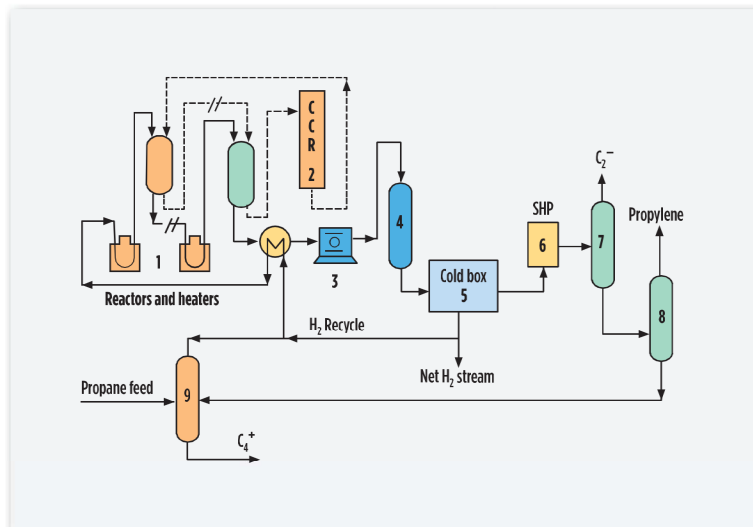 C
C
R
2
1
Reactors and heaters
3
4
Cold box
5
SHP
6
C₂⁻
7
Propylene
8
H₂ Recycle
Net H₂ stream
Propane feed
9
C₄⁺